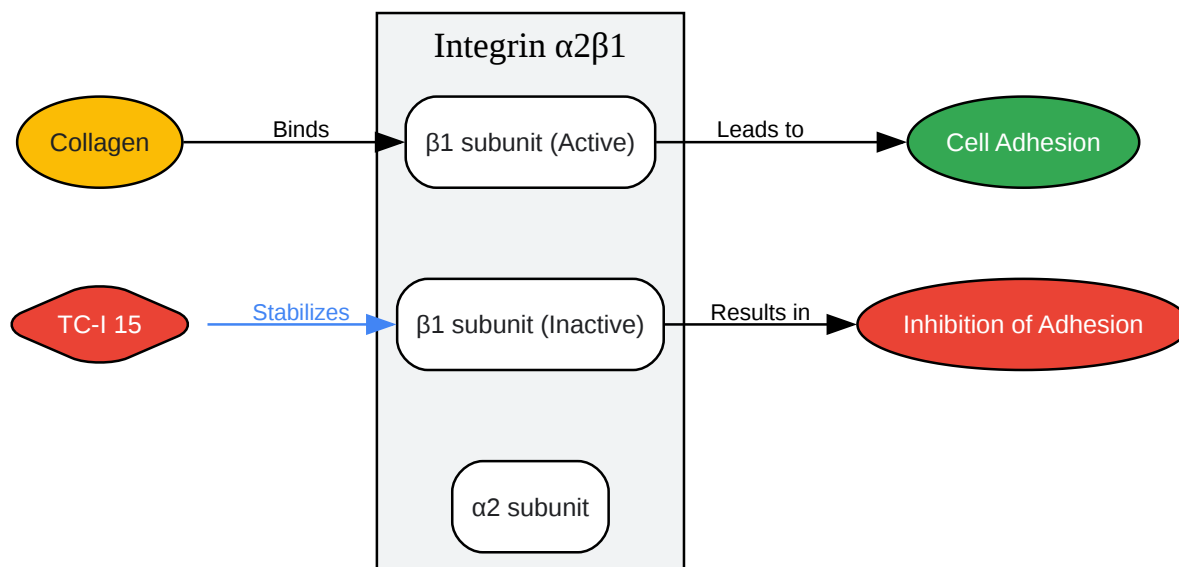 Integrin α2β1
Collagen
Binds
β1 subunit (Active)
Leads to
Cell Adhesion
TC-I 15
Stabilizes
β1 subunit (Inactive)
Results in
Inhibition of Adhesion
α2 subunit